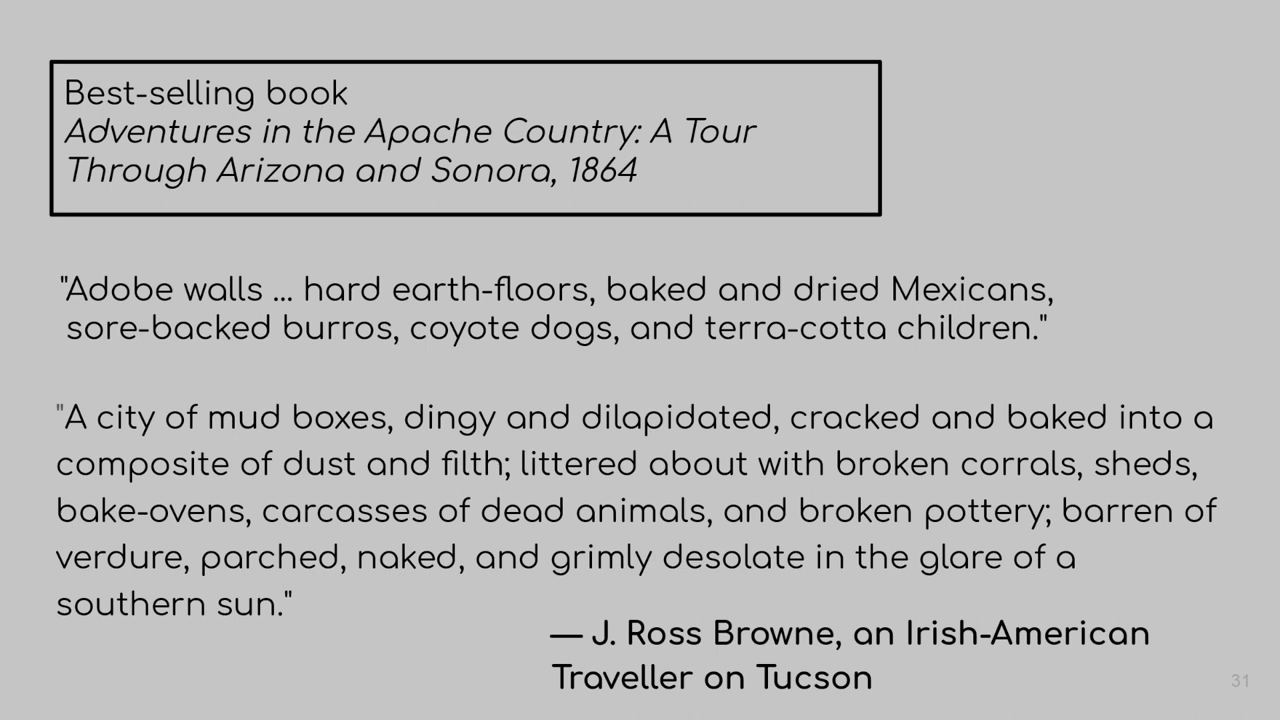 Best-selling book
Adventures in the Apache Country: A Tour
Through Arizona and Sonora, 1864
"Adobe walls ... hard earth-floors, baked and dried Mexicans,
sore-backed burros, coyote dogs, and terra-cotta children."
"A city of mud boxes, dingy and dilapidated, cracked and baked into a
composite of dust and filth; littered about with broken corrals, sheds,
bake-ovens, carcasses of dead animals, and broken pottery; barren of
verdure, parched, naked, and grimly desolate in the glare of a
southern sun."
— J. Ross Browne, an Irish-American
Traveller on Tucson
31